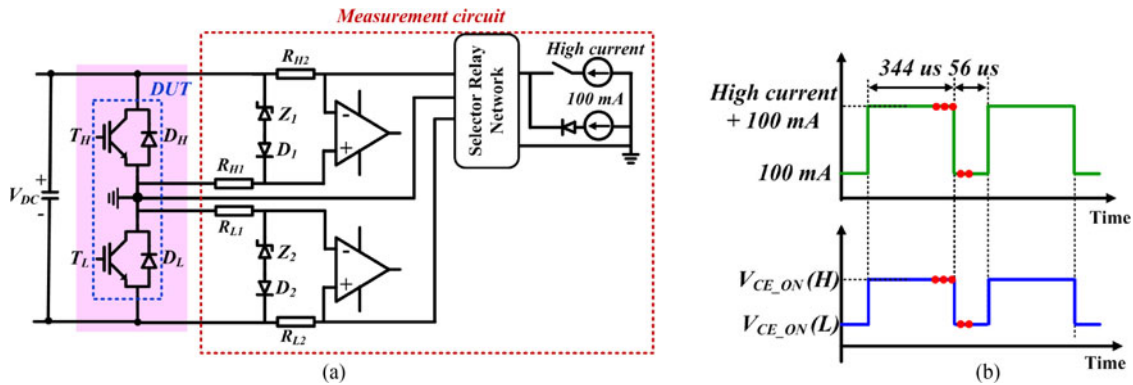 Measurement circuit
R_H2
High current
DUT
Z_1
100 mA
Selector Relay
Network
-
+
T_H
D_H
D_1
R_H1
+
V_DC
-
R_L1
T_L
D_L
Z_2
-
+
D_2
R_L2
(a)
344 us 56 us
High current
+ 100 mA
100 mA
Time
V_CE_ON (H)
V_CE_ON (L)
Time
(b)